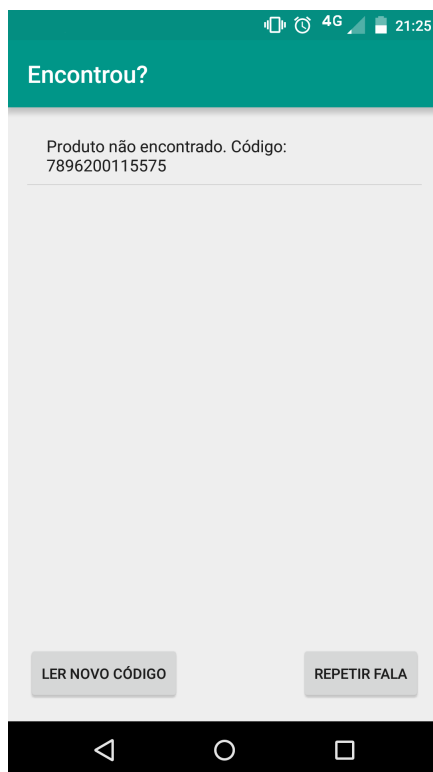 4G 21:25
Encontrou?
Produto não encontrado. Código:
7896200115575
LER NOVO CÓDIGO REPETIR FALA